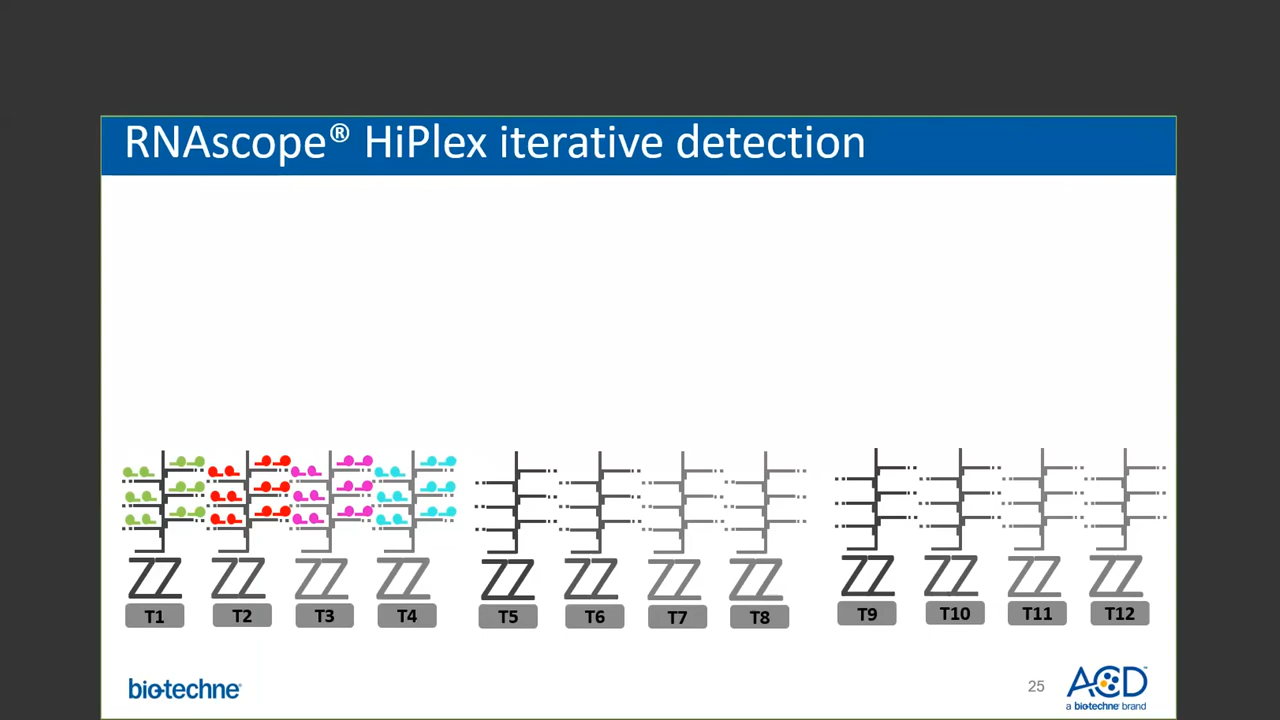 RNAscope® HiPlex iterative detection
T1 T2 T3 T4 T5 T6 T7 T8 T9 T10 T11 T12
bio-techne®
25
ACD™
a bio-techne® brand